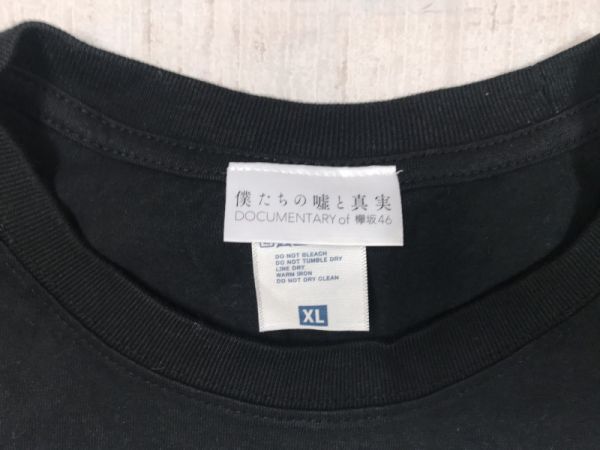 僕たちの嘘と真実
DOCUMENTARY of 欅坂46
DO NOT BLEACH
DO NOT TUMBLE DRY
LINE DRY
WARM IRON
DO NOT DRY CLEAN
XL